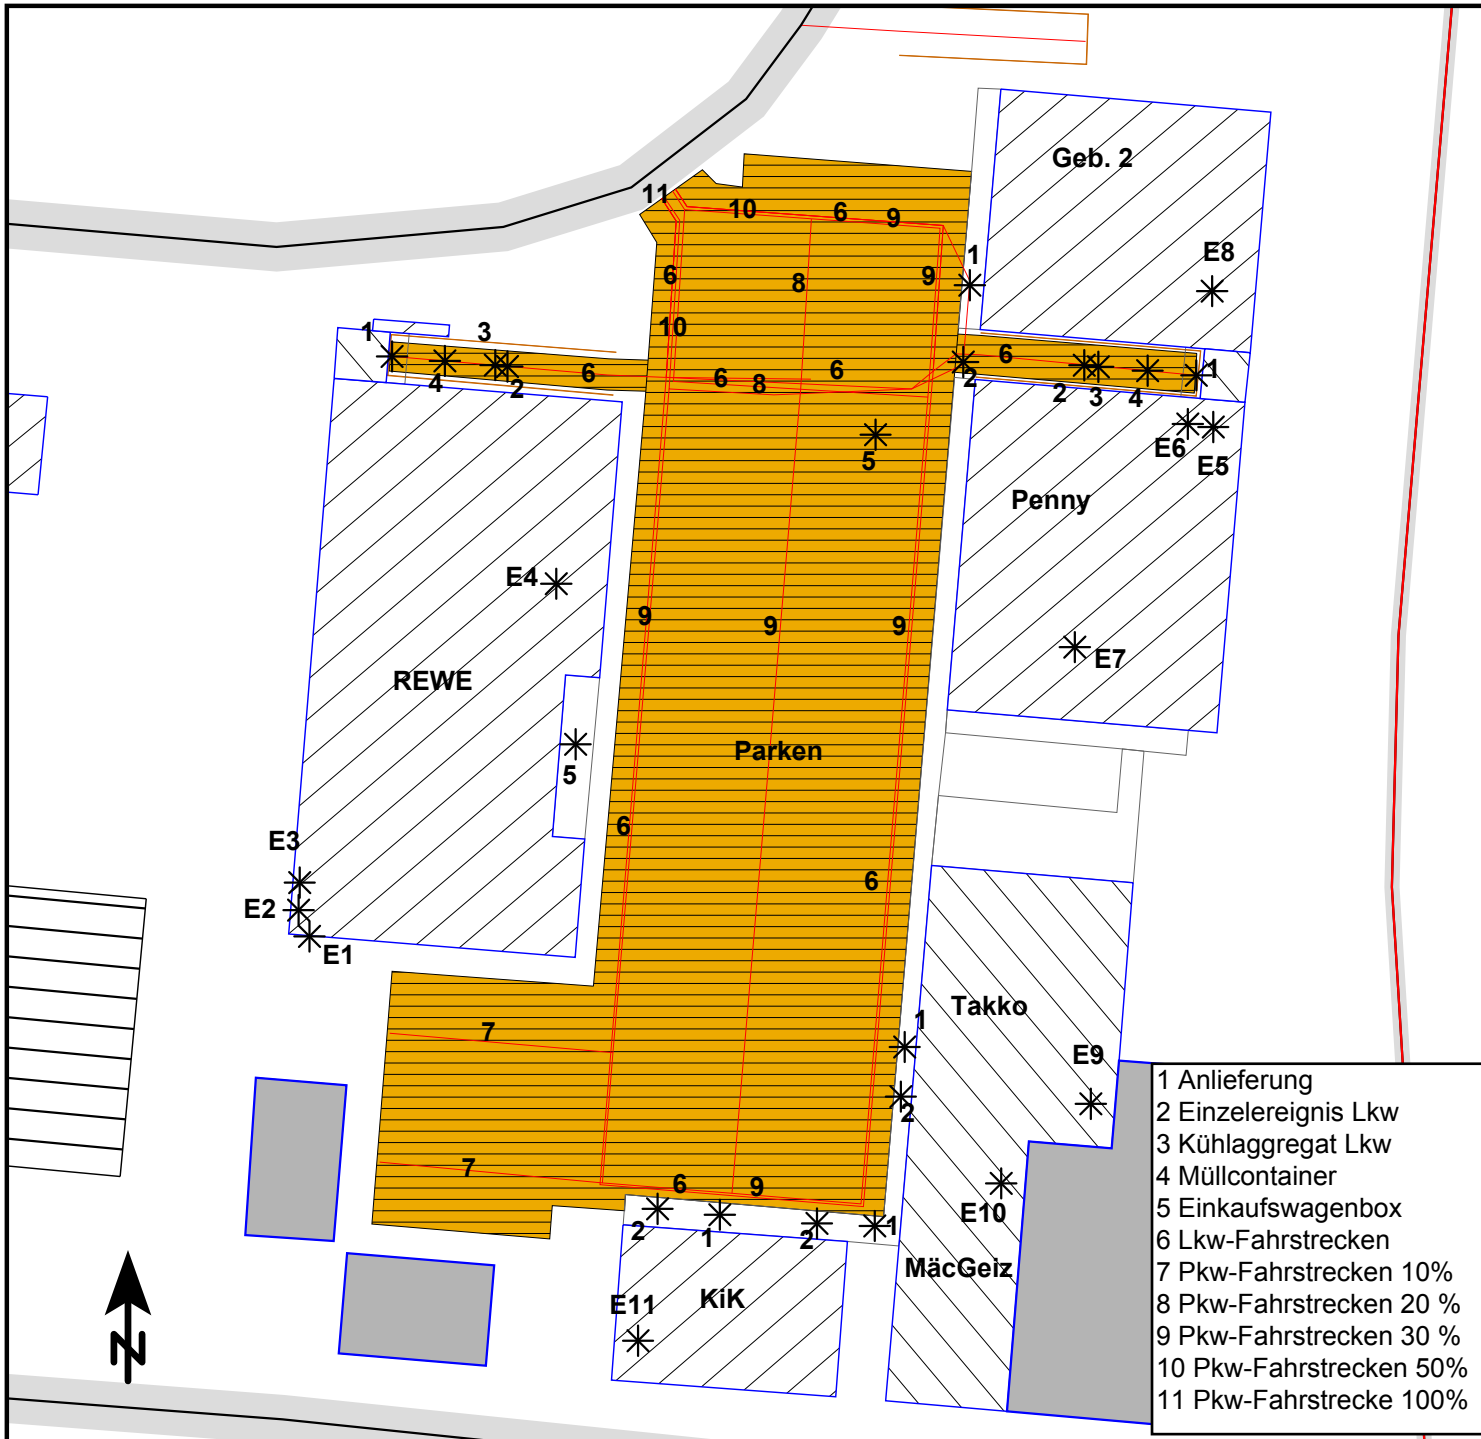 Geb. 2
11
10
6
9
1
E8
6
8
9
10
1
3
4
2
6
6
8
6
2
6
2
3
4
1
5
E6
E5
Penny
E4
9
9
9
E7
REWE
Parken
5
6
E3
6
E2
E1
Takko
7
1
E9
2
7
6
9
2
1
2
1
E10
MäcGeiz
KiK
E11
N
1 Anlieferung
2 Einzelereignis Lkw
3 Kühlaggregat Lkw
4 Müllcontainer
5 Einkaufswagenbox
6 Lkw-Fahrstrecken
7 Pkw-Fahrstrecken 10%
8 Pkw-Fahrstrecken 20 %
9 Pkw-Fahrstrecken 30 %
10 Pkw-Fahrstrecken 50%
11 Pkw-Fahrstrecke 100%